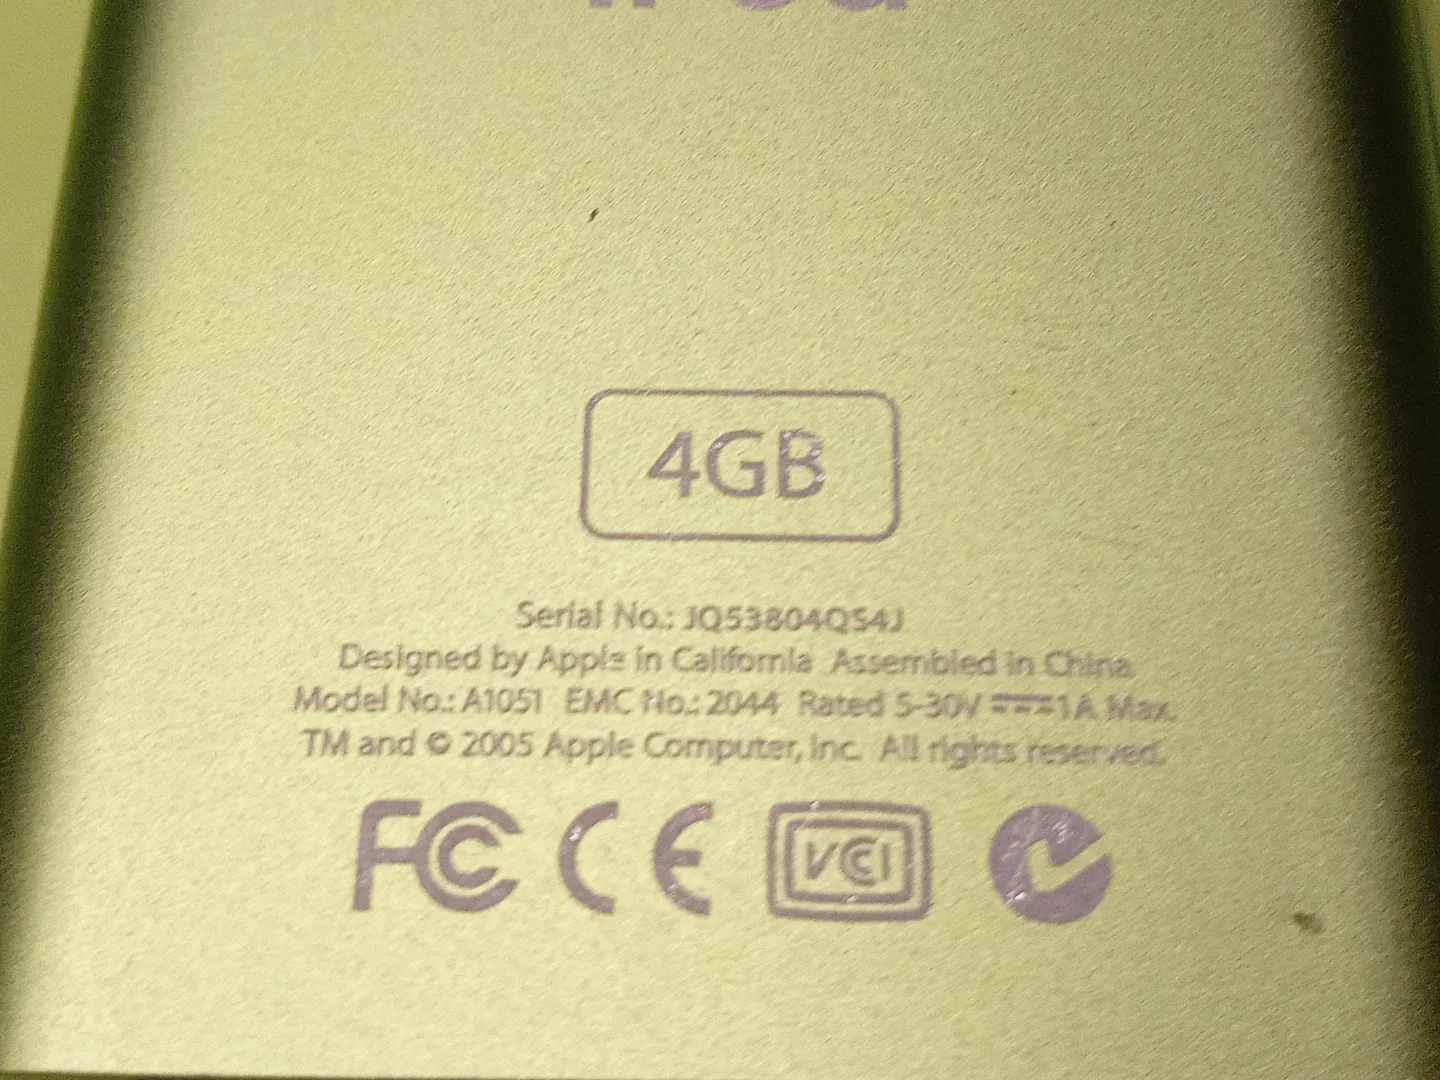 iPod
4GB
Serial No.: JQ53804QS4J
Designed by Apple in California Assembled in China
Model No.: A1051 EMC No.: 2044 Rated 5-30V ⎓ 1A Max.
TM and © 2005 Apple Computer, Inc. All rights reserved.
FC CE VCI